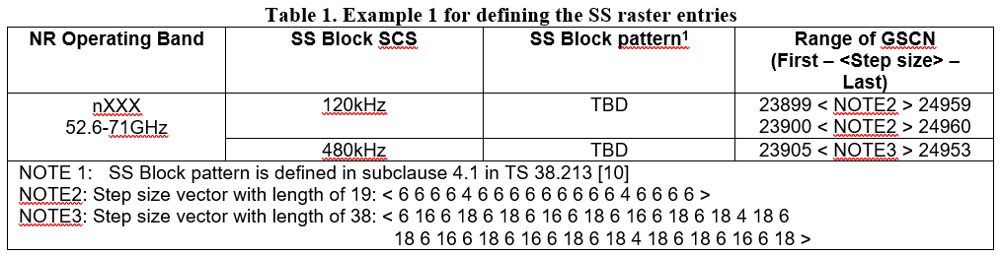 Table 1. Example 1 for defining the SS raster entries
NR Operating Band SS Block SCS SS Block pattern1 Range of GSCN
(First – <Step size> –
Last)
nXXX 120kHz TBD 23899 < NOTE2 > 24959
52.6-71GHz 23900 < NOTE2 > 24960
480kHz TBD 23905 < NOTE3 > 24953
NOTE 1: SS Block pattern is defined in subclause 4.1 in TS 38.213 [10]
NOTE2: Step size vector with length of 19: < 6 6 6 6 4 6 6 6 6 6 6 6 6 6 4 6 6 6 6 >
NOTE3: Step size vector with length of 38: < 6 16 6 18 6 18 6 16 6 18 6 16 6 18 6 18 4 18 6
18 6 16 6 18 6 16 6 18 6 18 4 18 6 18 6 16 6 18 >